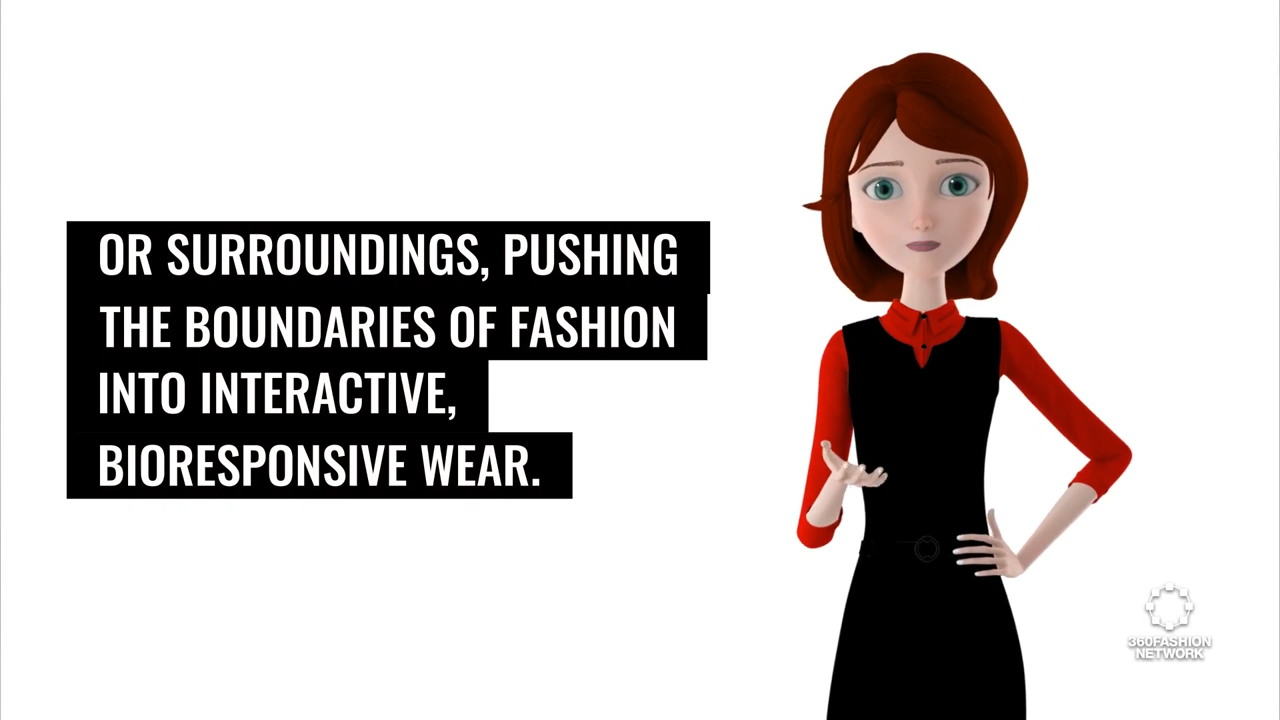 OR SURROUNDINGS, PUSHING
THE BOUNDARIES OF FASHION
INTO INTERACTIVE,
BIORESPONSIVE WEAR.
360FASHION
NETWORK